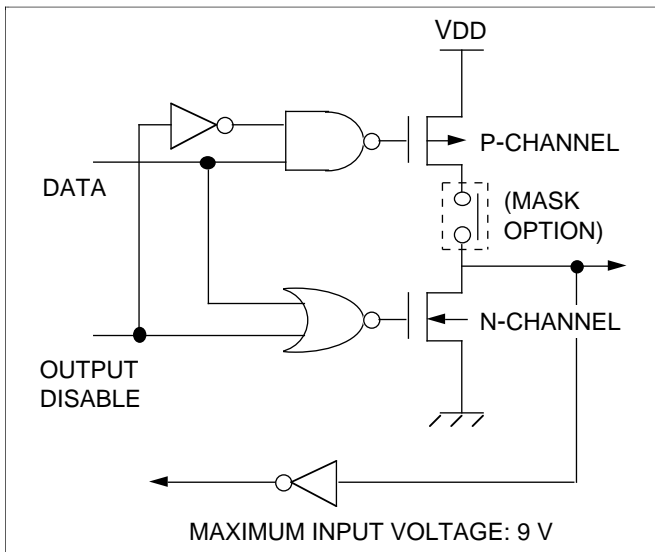 VDD
P-CHANNEL
DATA
(MASK
OPTION)
N-CHANNEL
OUTPUT
DISABLE
MAXIMUM INPUT VOLTAGE: 9 V